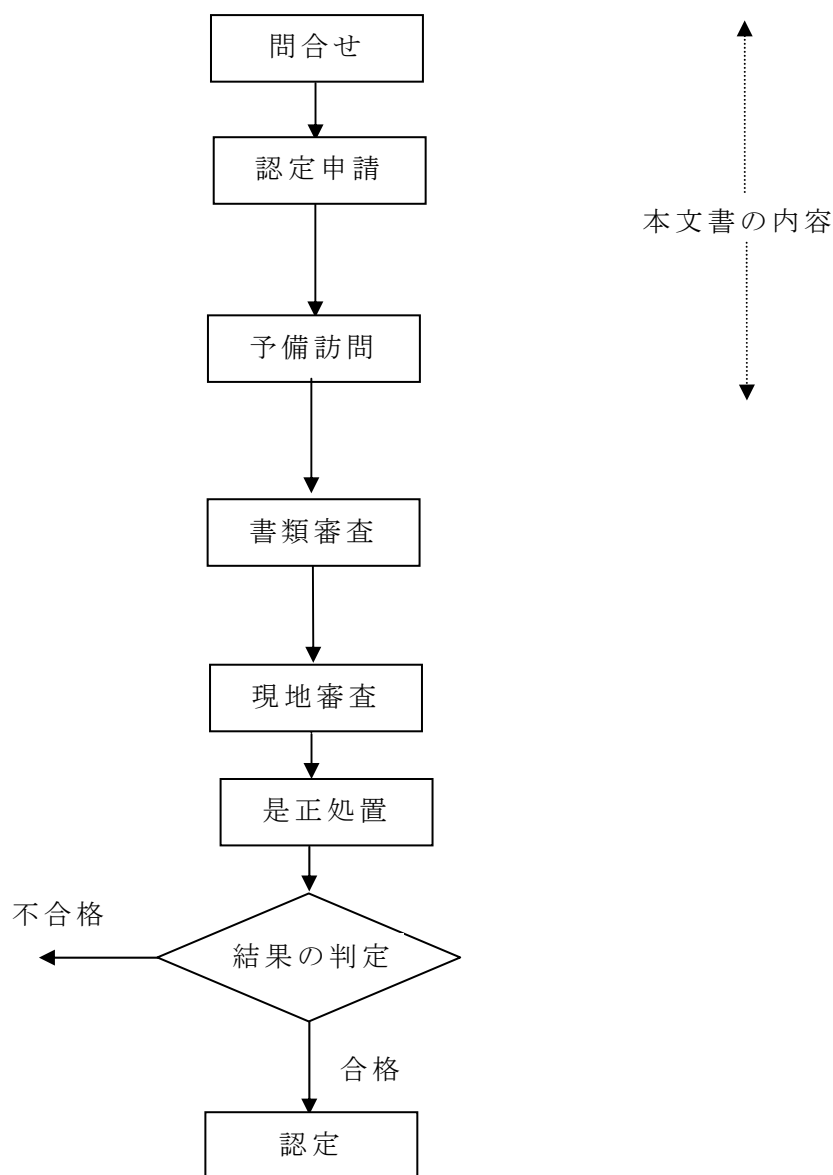 問合せ
認定申請
本文書の内容
予備訪問
書類審査
現地審査
是正処置
不合格
結果の判定
合格
認定